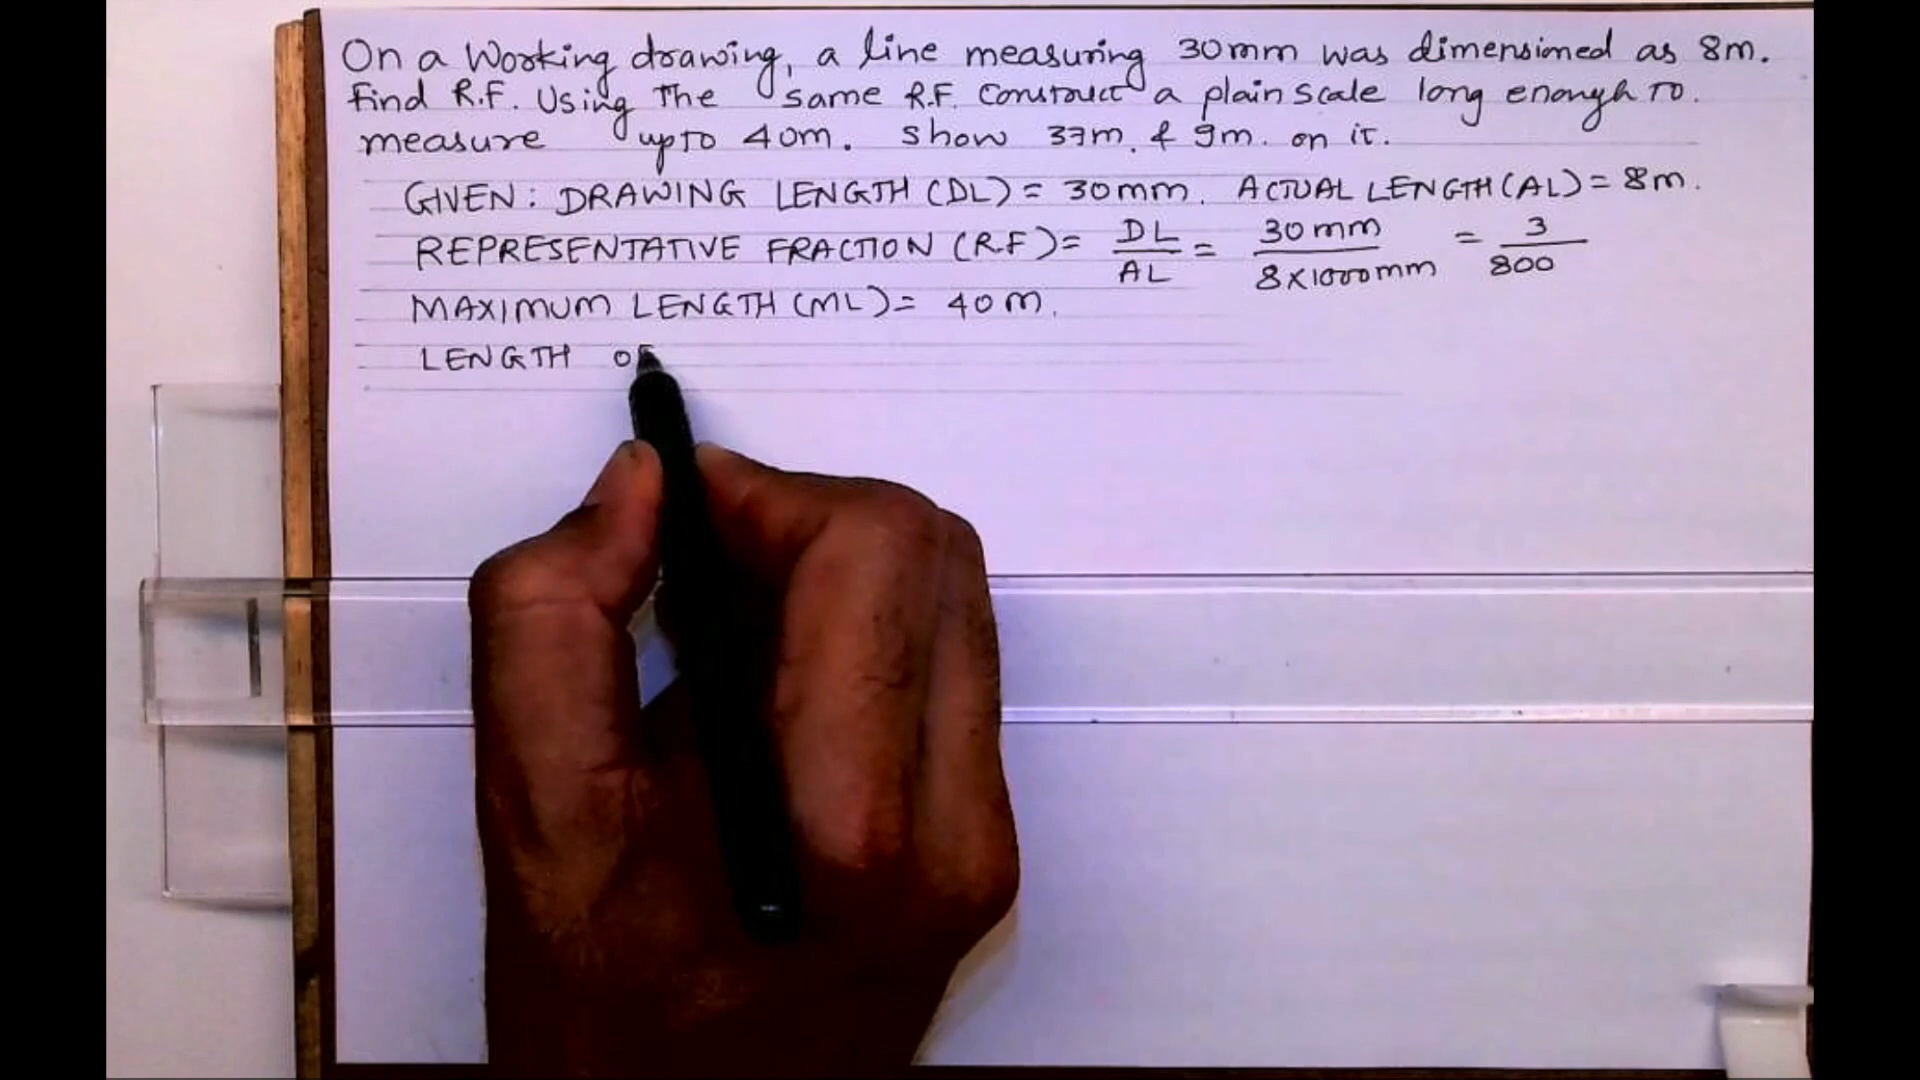 On a Working drawing, a line measuring 30mm was dimensioned as 8m.
find R.F. Using The same R.F. Construct a plain scale long enough To.
measure upTo 40m. show 37m. & 9m. on it.
GIVEN: DRAWING LENGTH (DL) = 30mm. ACTUAL LENGTH (AL) = 8m.
REPRESENTATIVE FRACTION (R.F) = DL/AL = 30mm/8x1000mm = 3/800
MAXIMUM LENGTH (ML) = 40m.
LENGTH OF